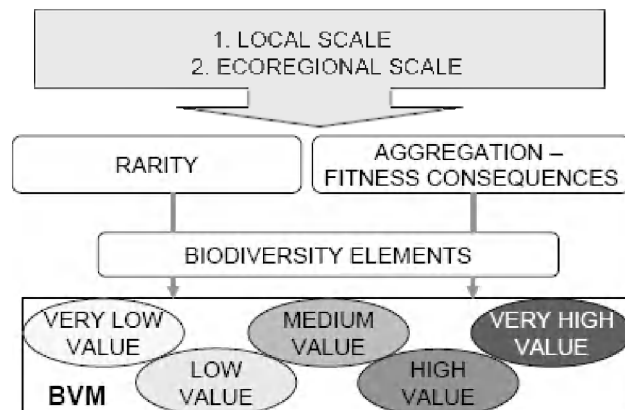 1. LOCAL SCALE
2. ECOREGIONAL SCALE
RARITY
AGGREGATION –
FITNESS CONSEQUENCES
BIODIVERSITY ELEMENTS
VERY LOW
VALUE
LOW
VALUE
MEDIUM
VALUE
HIGH
VALUE
VERY HIGH
VALUE
BVM